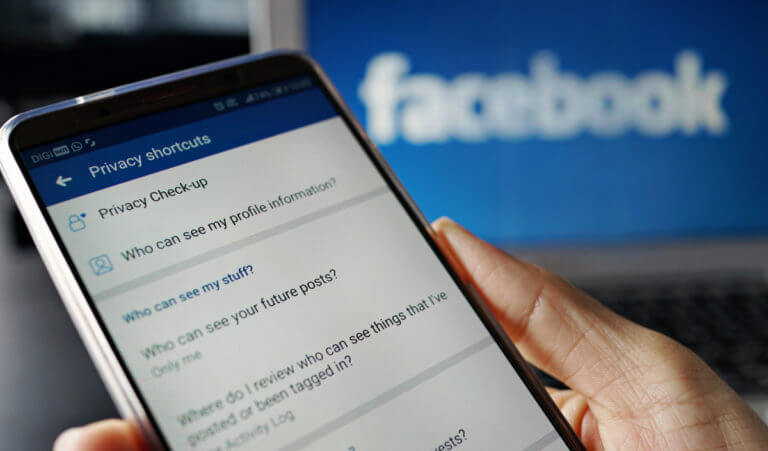 facebook
DiGi
Privacy shortcuts
Privacy Check-up
Who can see my profile information?
Who can see my stuff?
Who can see your future posts?
Only me
Where do I review who can see things that I've
posted or been tagged in?
Activity Log